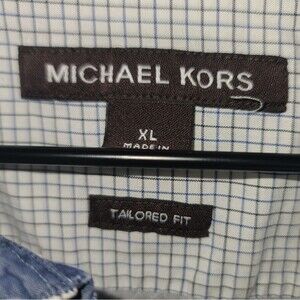 MICHAEL KORS
XL
MADE IN
TAILORED FIT